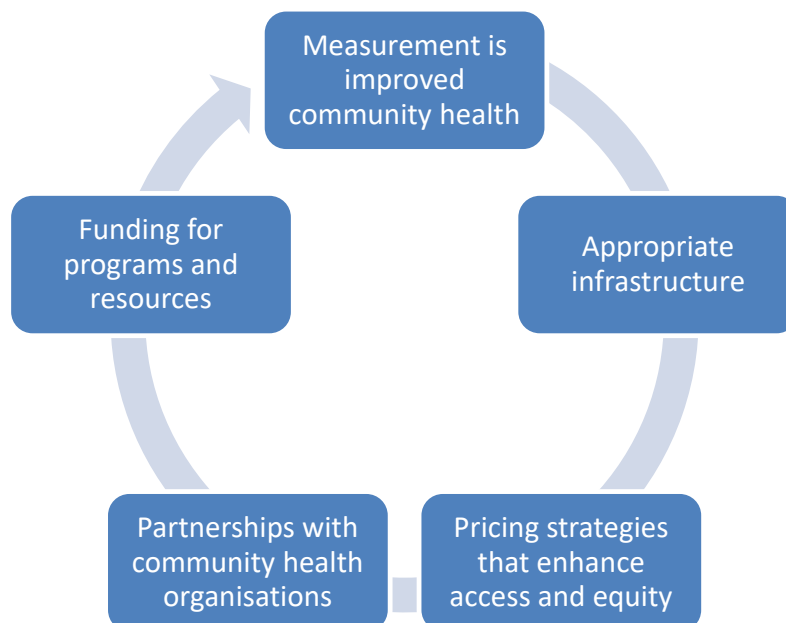 Measurement is
improved
community health
Appropriate
infrastructure
Pricing strategies
that enhance
access and equity
Partnerships with
community health
organisations
Funding for
programs and
resources